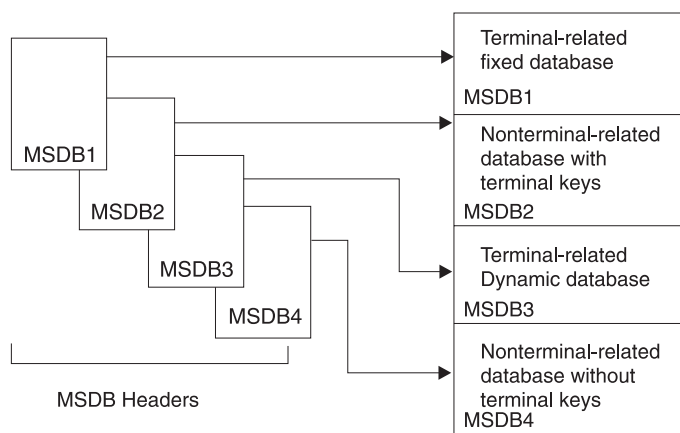 MSDB1
MSDB2
MSDB3
MSDB4
MSDB Headers
Terminal-related
fixed database
MSDB1
Nonterminal-related
database with
terminal keys
MSDB2
Terminal-related
Dynamic database
MSDB3
Nonterminal-related
database without
terminal keys
MSDB4